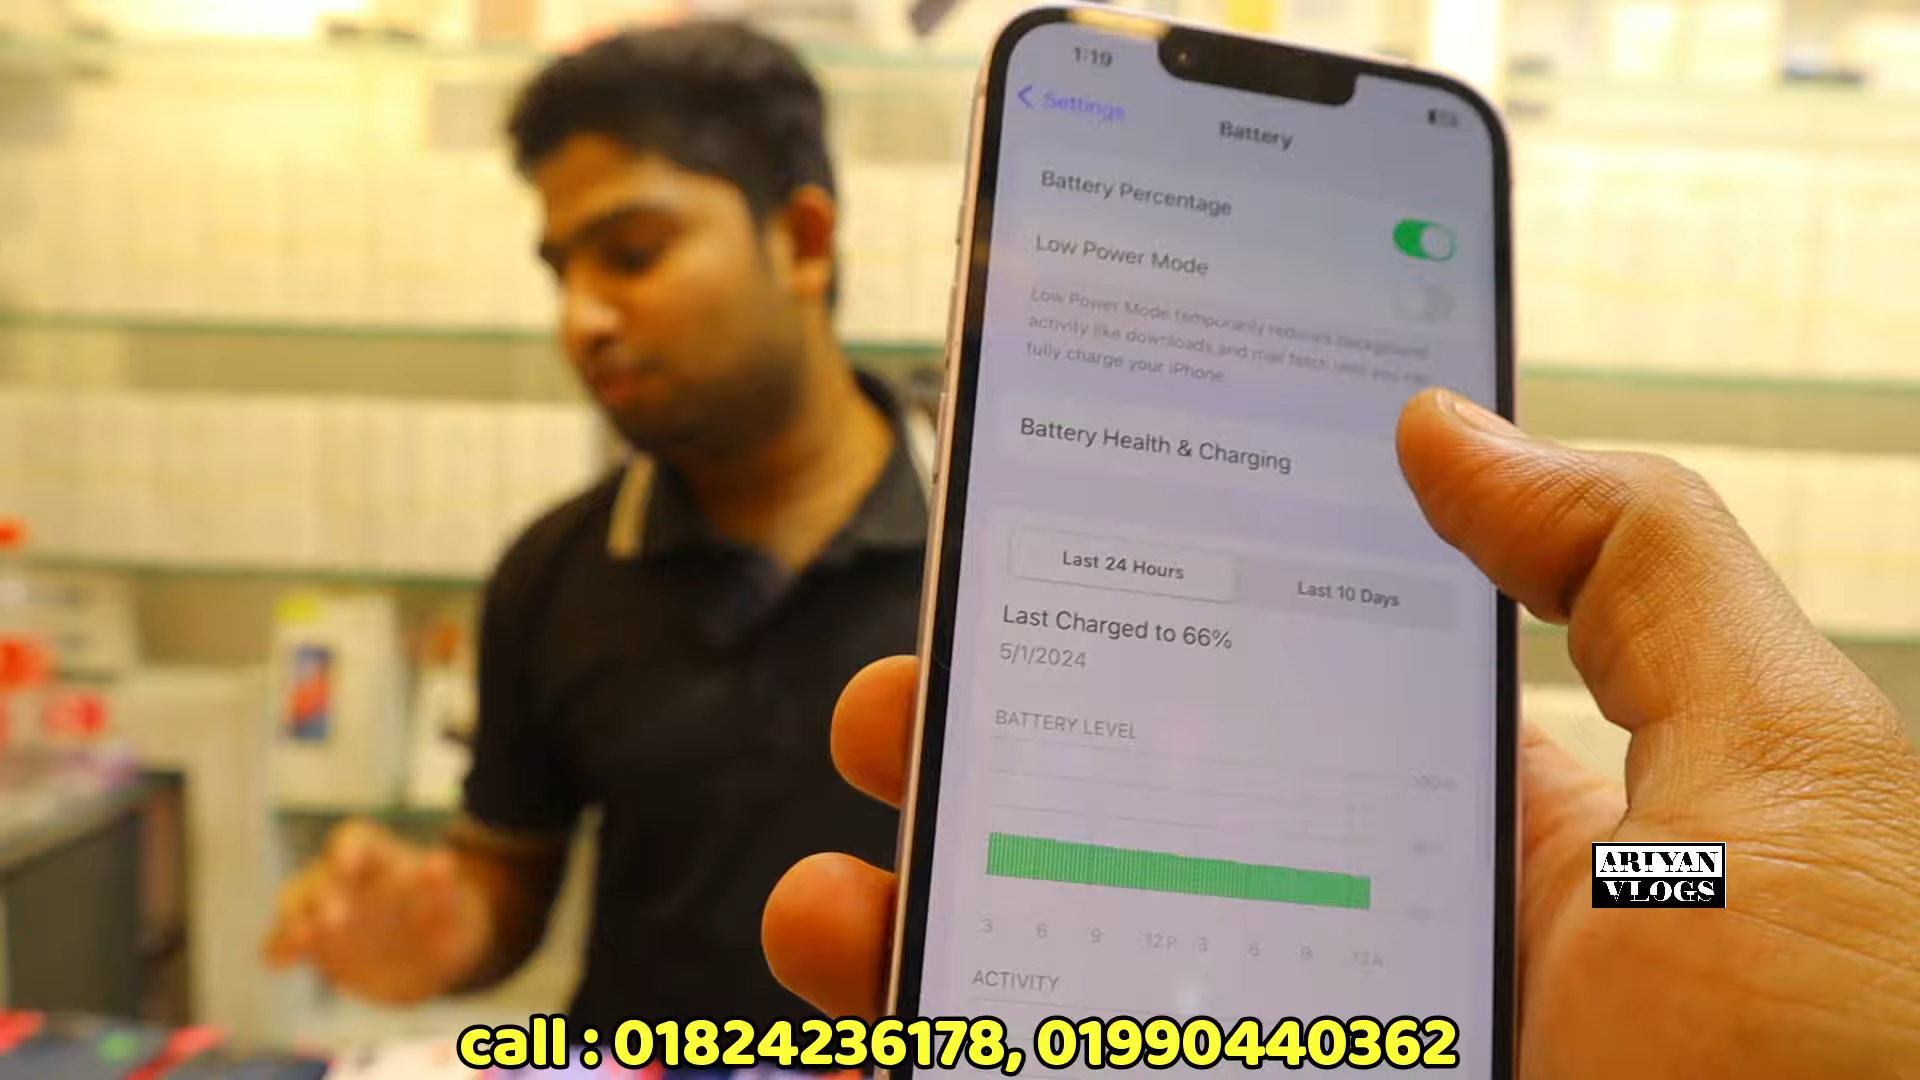 1:19
Settings
Battery
Battery Percentage
Low Power Mode
Low Power Mode temporarily reduces background
activity like downloads and mail fetch until you can
fully charge your iPhone.
Battery Health & Charging
Last 24 Hours
Last 10 Days
Last Charged to 66%
5/1/2024
BATTERY LEVEL
100%
3 6 9 12P 3 6 9 12A
ACTIVITY
ARIYAN
VLOGS
call : 01824236178, 01990440362